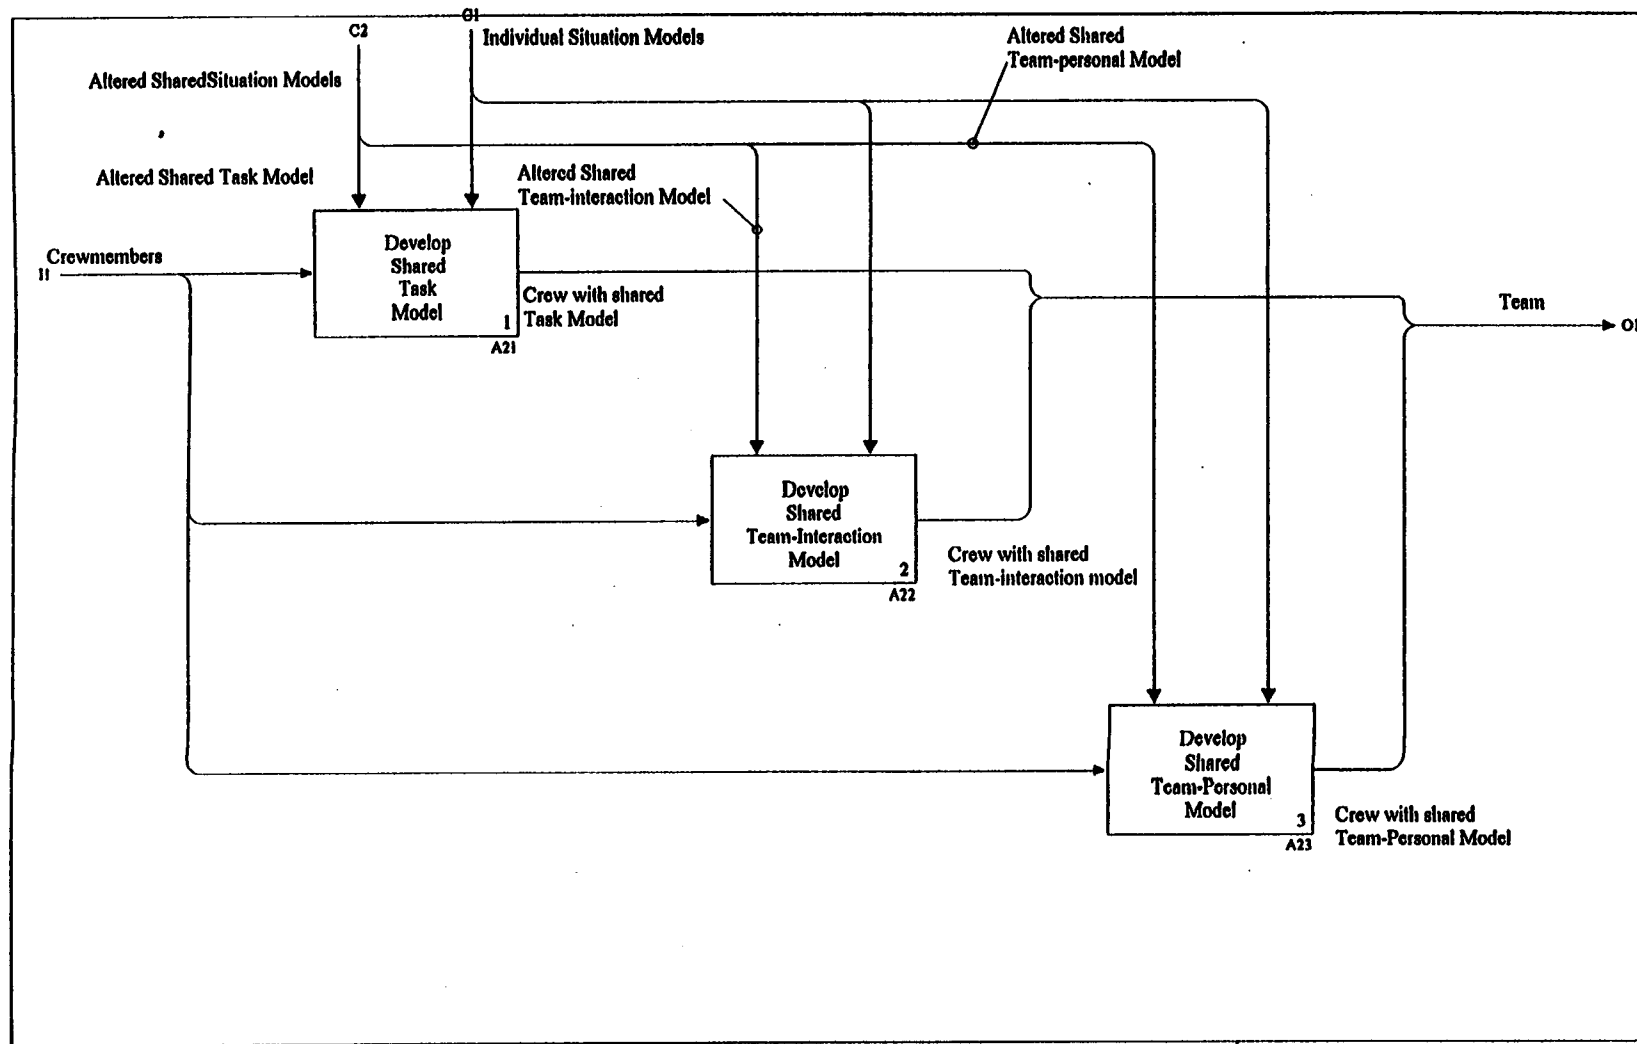 C2
C1
Individual Situation Models
Altered Shared
Team-personal Model
Altered SharedSituation Models
Altered Shared Task Model
Altered Shared
Team-interaction Model
Crewmembers
I1
Develop
Shared
Task
Model
1
A21
Crew with shared
Task Model
Team
O1
Develop
Shared
Team-Interaction
Model
2
A22
Crew with shared
Team-interaction model
Develop
Shared
Team-Personal
Model
3
A23
Crew with shared
Team-Personal Model